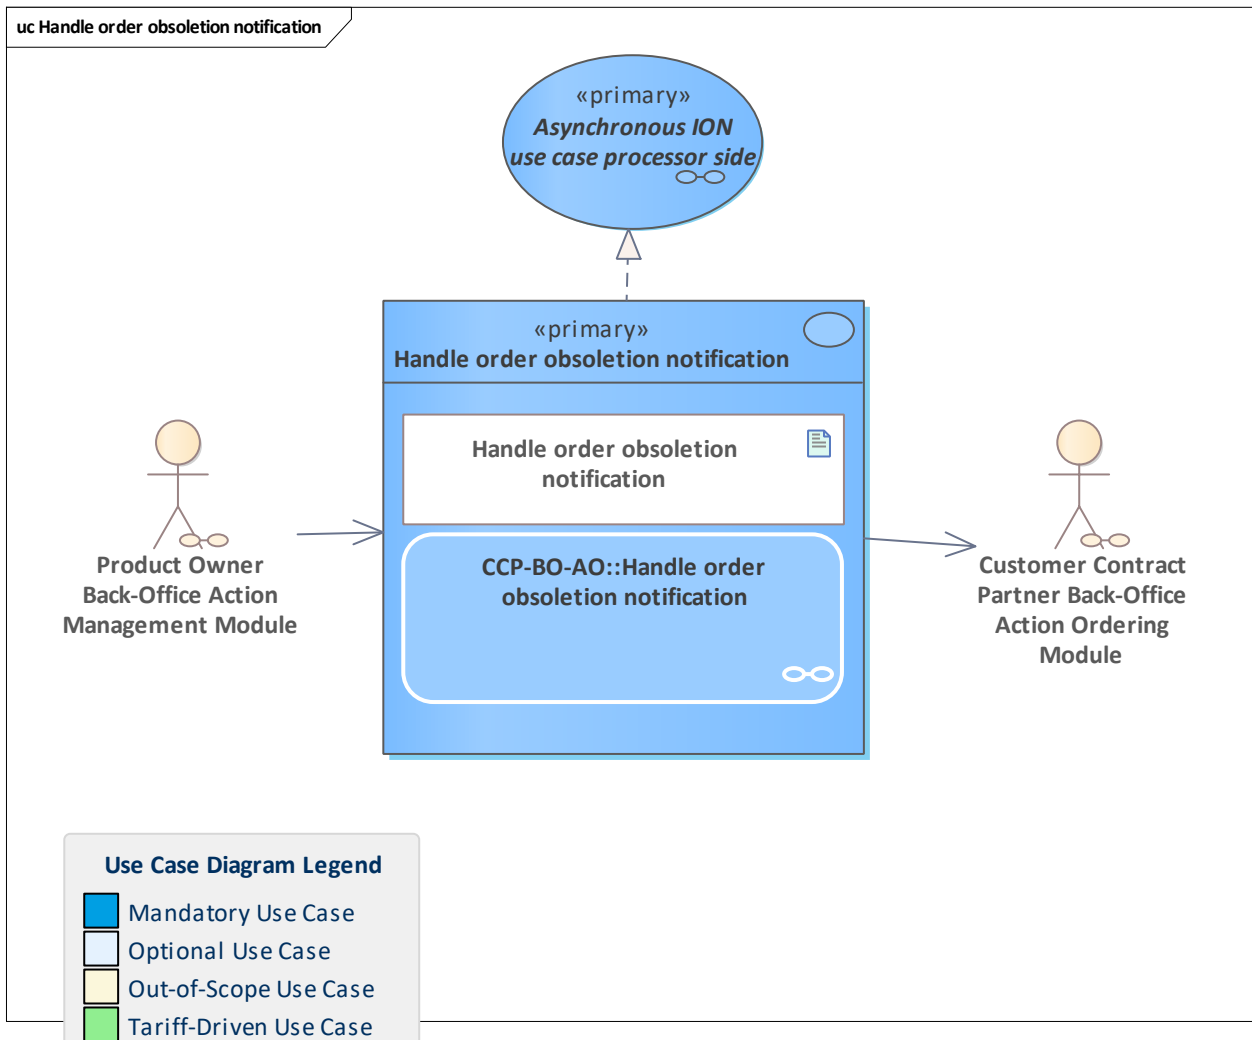 uc Handle order obsoletion notification
«primary»
Asynchronous ION
use case processor side
«primary»
Handle order obsoletion notification
Handle order obsoletion
notification
CCP-BO-AO::Handle order
obsoletion notification
Product Owner
Back-Office Action
Management Module
Customer Contract
Partner Back-Office
Action Ordering
Module
Use Case Diagram Legend
Mandatory Use Case
Optional Use Case
Out-of-Scope Use Case
Tariff-Driven Use Case